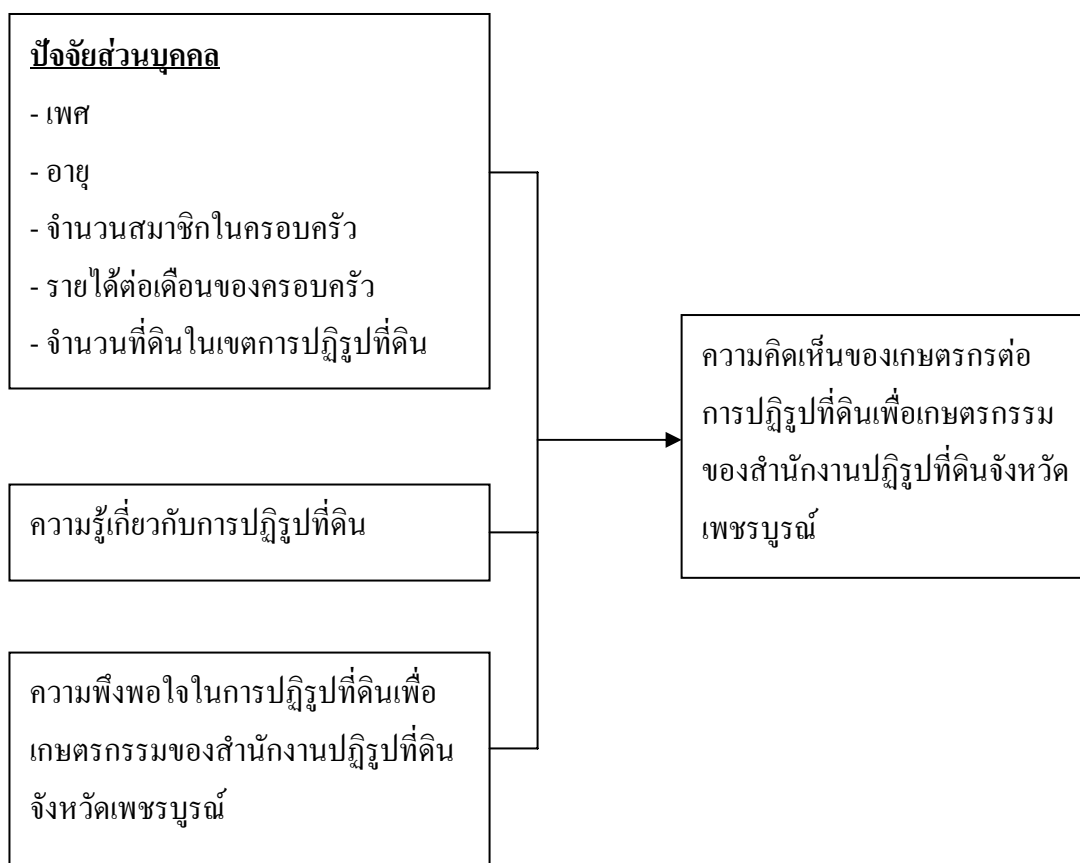 ปัจจัยส่วนบุคคล
- เพศ
- อายุ
- จำนวนสมาชิกในครอบครัว
- รายได้ต่อเดือนของครอบครัว
- จำนวนที่ดินในเขตการปฏิรูปที่ดิน
ความรู้เกี่ยวกับการปฏิรูปที่ดิน
ความพึงพอใจในการปฏิรูปที่ดินเพื่อ
เกษตรกรรมของสำนักงานปฏิรูปที่ดิน
จังหวัดเพชรบูรณ์
ความคิดเห็นของเกษตรกรต่อ
การปฏิรูปที่ดินเพื่อเกษตรกรรม
ของสำนักงานปฏิรูปที่ดินจังหวัด
เพชรบูรณ์